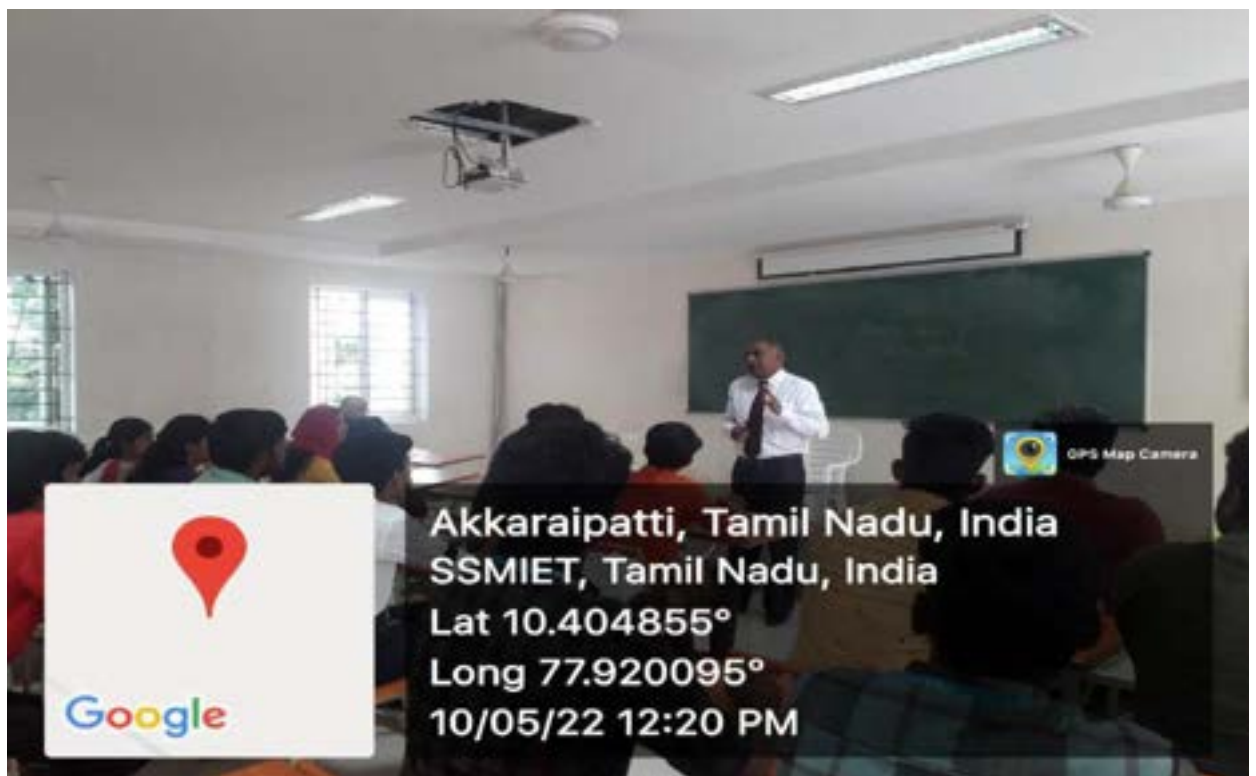 GPS Map Camera
Akkaraipatti, Tamil Nadu, India
SSMIET, Tamil Nadu, India
Lat 10.404855°
Long 77.920095°
10/05/22 12:20 PM
Google